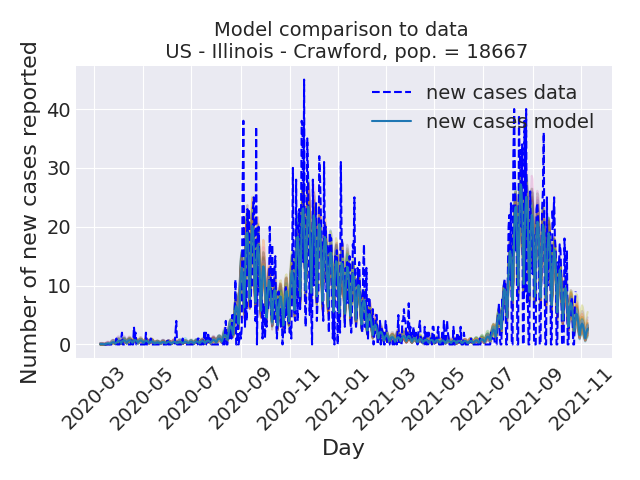 Model comparison to data
US - Illinois - Crawford, pop. = 18667
new cases data
new cases model
Number of new cases reported
40
30
20
10
0
2020-03
2020-05
2020-07
2020-09
2020-11
2021-01
2021-03
2021-05
2021-07
2021-09
2021-11
Day